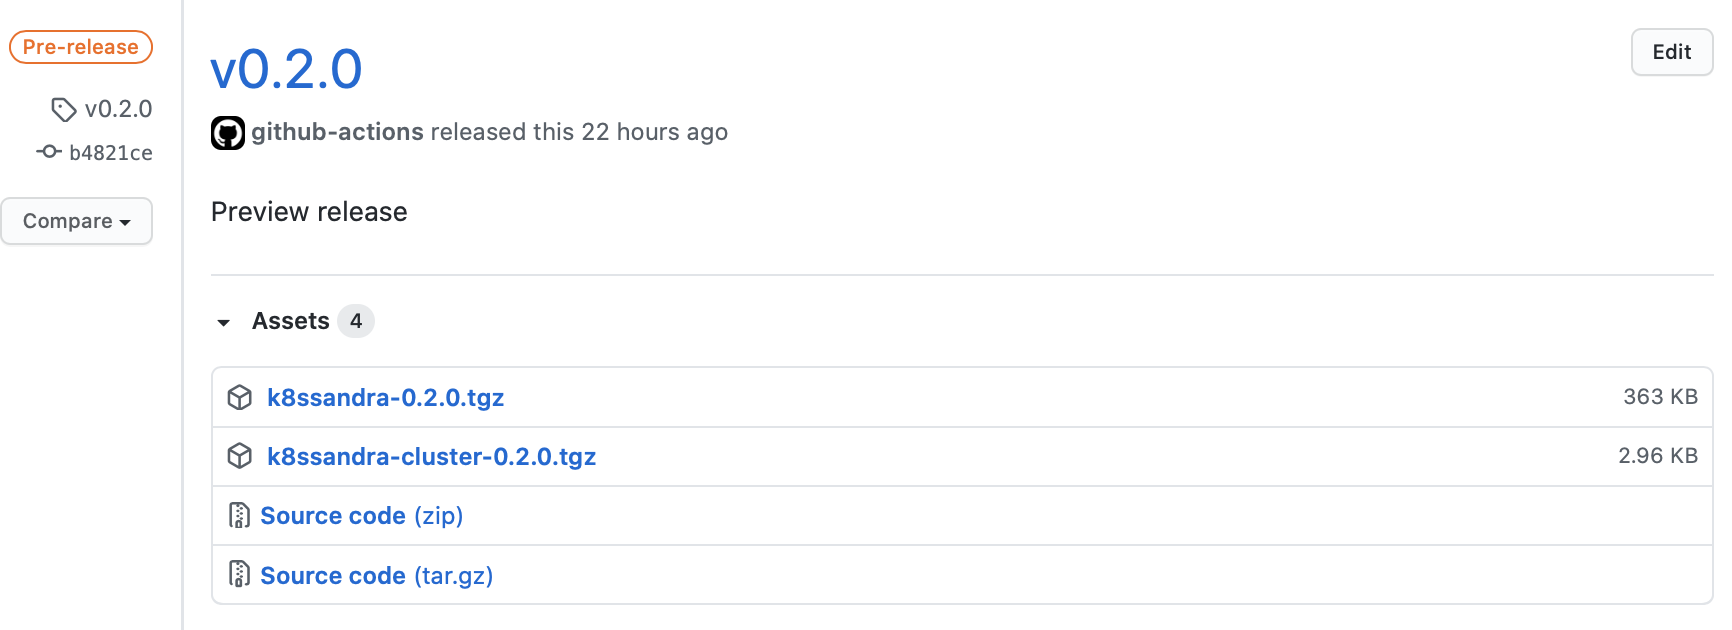 Pre-release
v0.2.0
b4821ce
Compare
v0.2.0
Edit
github-actions released this 22 hours ago
Preview release
Assets 4
k8ssandra-0.2.0.tgz 363 KB
k8ssandra-cluster-0.2.0.tgz 2.96 KB
Source code (zip)
Source code (tar.gz)